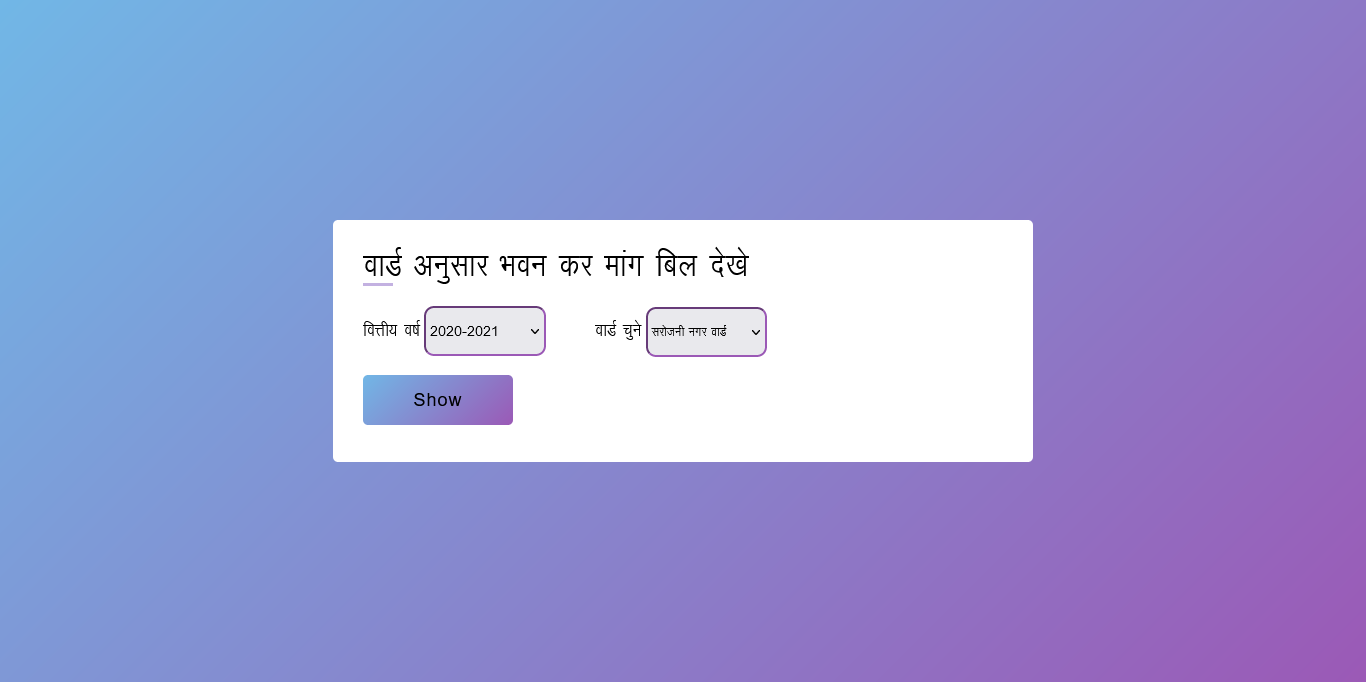 वार्ड अनुसार भवन कर मांग बिल देखे
वित्तीय वर्ष 2020-2021 वार्ड चुने सरोजनी नगर वार्ड
Show